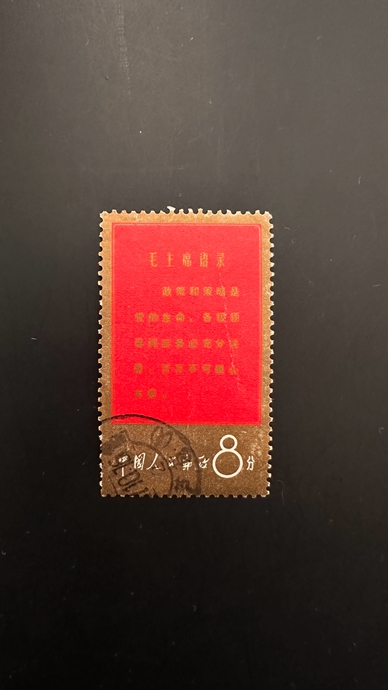 毛主席语录
政策和策略是
党的生命，各级领
导同志务必充分注
意，万万不可粗心
大意。
中国人民邮政 8分